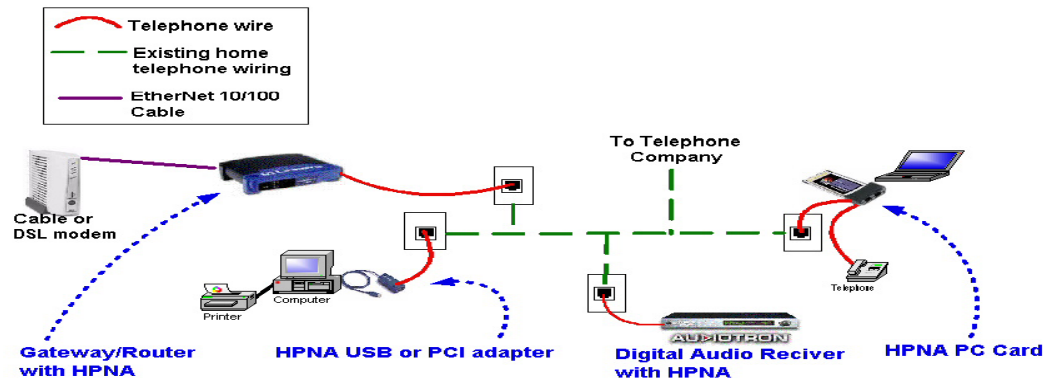 Telephone wire
Existing home
telephone wiring
EtherNet 10/100
Cable
To Telephone
Company
Cable or
DSL modem
Computer
Printer
Telephone
AUDIOTRON
Gateway/Router
with HPNA
HPNA USB or PCI adapter
Digital Audio Reciver
with HPNA
HPNA PC Card